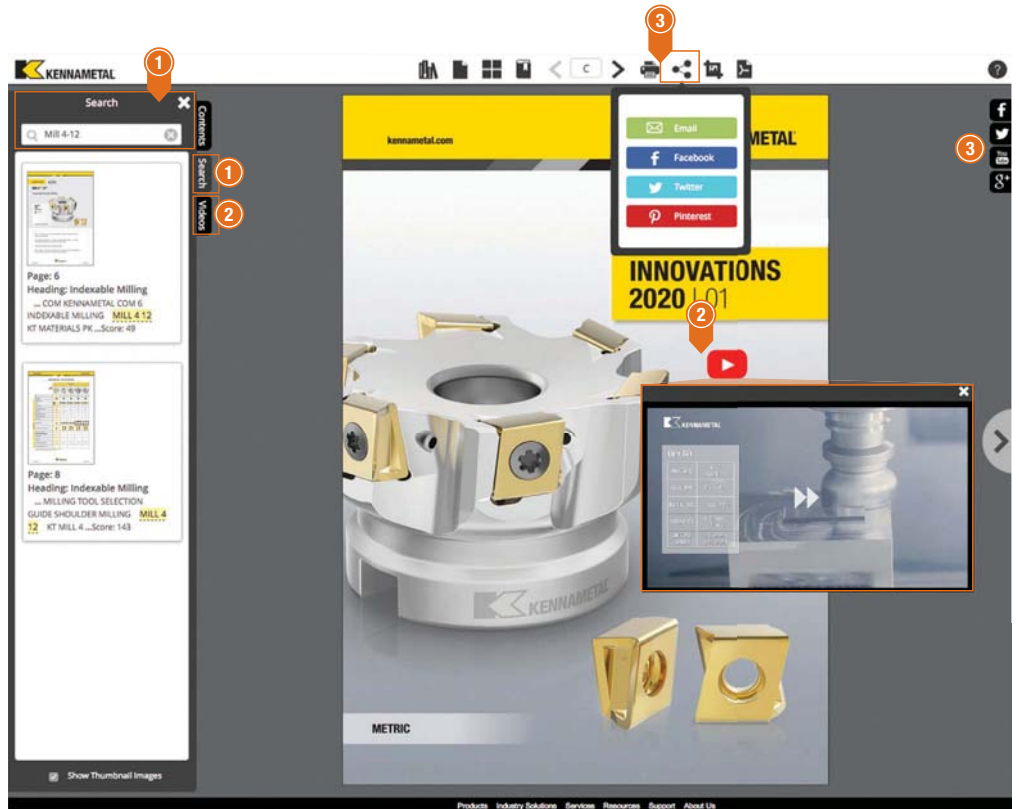 3
KENNAMETAL
1
C
?
Search
Mill 4-12
Contents
Search
1
Videos
2
Page: 6
Heading: Indexable Milling
... COM KENNAMETAL COM 6
INDEXABLE MILLING MILL 4 12
KT MATERIALS PK ...Score: 49
Page: 8
Heading: Indexable Milling
... MILLING TOOL SELECTION
GUIDE SHOULDER MILLING MILL 4
12 KT MILL 4 ...Score: 143
Show Thumbnail Images
kennametal.com
METAL
Email
Facebook
Twitter
Pinterest
f
You
Tube
8+
3
INNOVATIONS
2020 | 01
2
KENNAMETAL
KENNAMETAL
METRIC
Products Industry Solutions Services Resources Support About Us